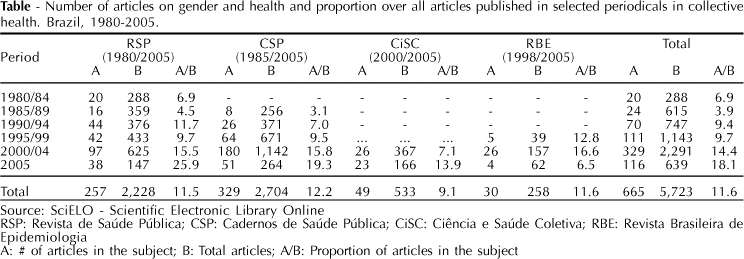 Table - Number of articles on gender and health and proportion over all articles published in selected periodicals in collective
health. Brazil, 1980-2005.
Period RSP CSP CiSC RBE Total
(1980/2005) (1985/2005) (2000/2005) (1998/2005)
A B A/B A B A/B A B A/B A B A/B A B A/B
1980/84 20 288 6.9 - - - - - - - - - 20 288 6.9
1985/89 16 359 4.5 8 256 3.1 - - - - - - 24 615 3.9
1990/94 44 376 11.7 26 371 7.0 - - - - - - 70 747 9.4
1995/99 42 433 9.7 64 671 9.5 ... ... ... 5 39 12.8 111 1,143 9.7
2000/04 97 625 15.5 180 1,142 15.8 26 367 7.1 26 157 16.6 329 2,291 14.4
2005 38 147 25.9 51 264 19.3 23 166 13.9 4 62 6.5 116 639 18.1
Total 257 2,228 11.5 329 2,704 12.2 49 533 9.1 30 258 11.6 665 5,723 11.6
Source: SciELO - Scientific Electronic Library Online
RSP: Revista de Saúde Pública; CSP: Cadernos de Saúde Pública; CiSC: Ciência e Saúde Coletiva; RBE: Revista Brasileira de
Epidemiologia
A: # of articles in the subject; B: Total articles; A/B: Proportion of articles in the subject